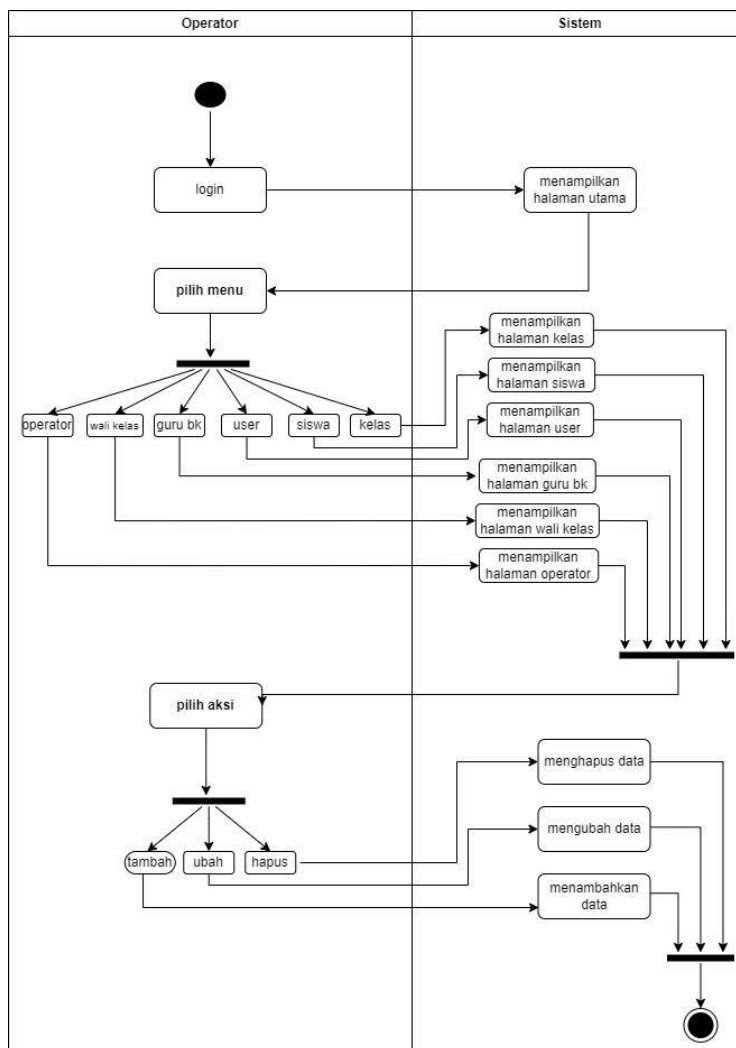 Operator
Sistem
login
menampilkan
halaman utama
pilih menu
menampilkan
halaman kelas
menampilkan
halaman siswa
menampilkan
halaman user
operator
wali kelas
guru bk
user
siswa
kelas
menampilkan
halaman guru bk
menampilkan
halaman wali kelas
menampilkan
halaman operator
pilih aksi
menghapus data
mengubah data
tambah
ubah
hapus
menambahkan
data